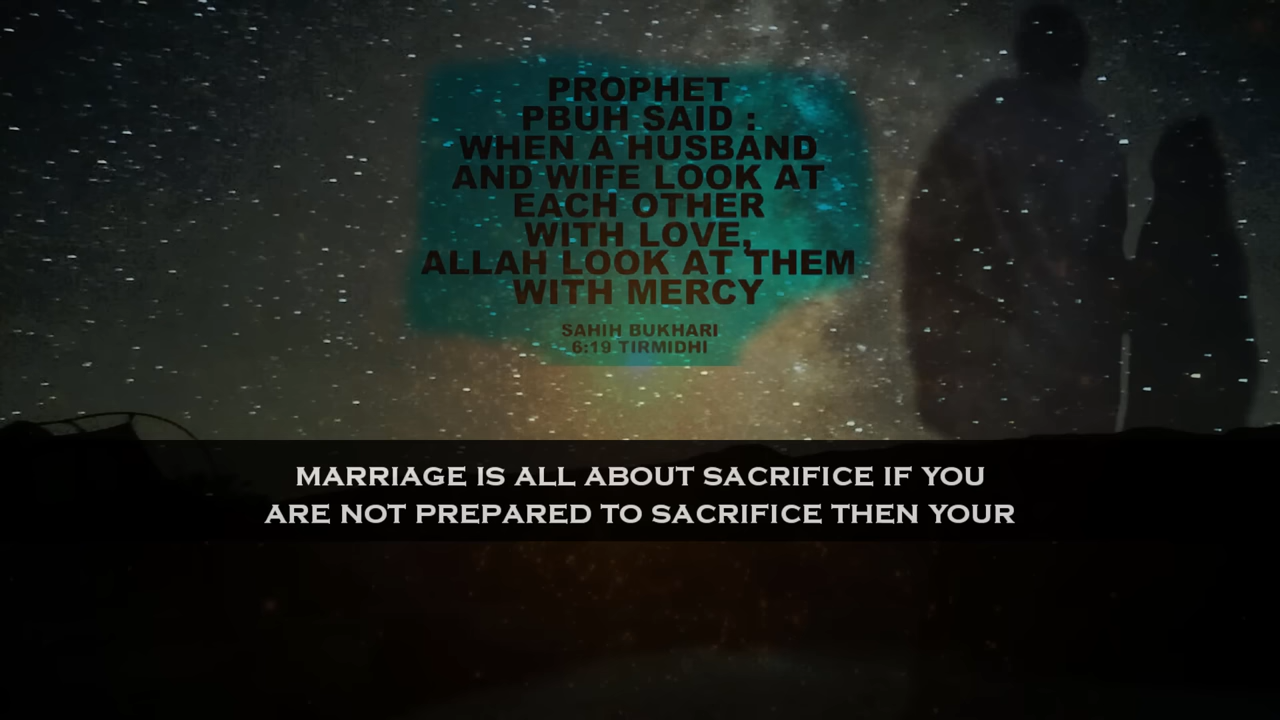 PROPHET
PBUH SAID :
WHEN A HUSBAND
AND WIFE LOOK AT
EACH OTHER
WITH LOVE,
ALLAH LOOK AT THEM
WITH MERCY
SAHIH BUKHARI
6:19 TIRMIDHI
MARRIAGE IS ALL ABOUT SACRIFICE IF YOU
ARE NOT PREPARED TO SACRIFICE THEN YOUR